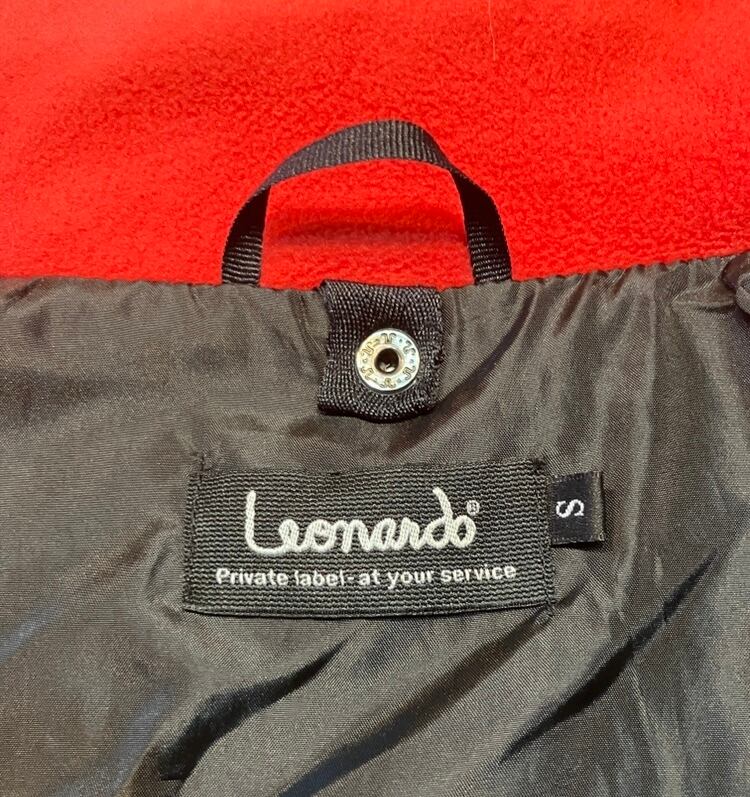 Leonardo®
Private label - at your service
S